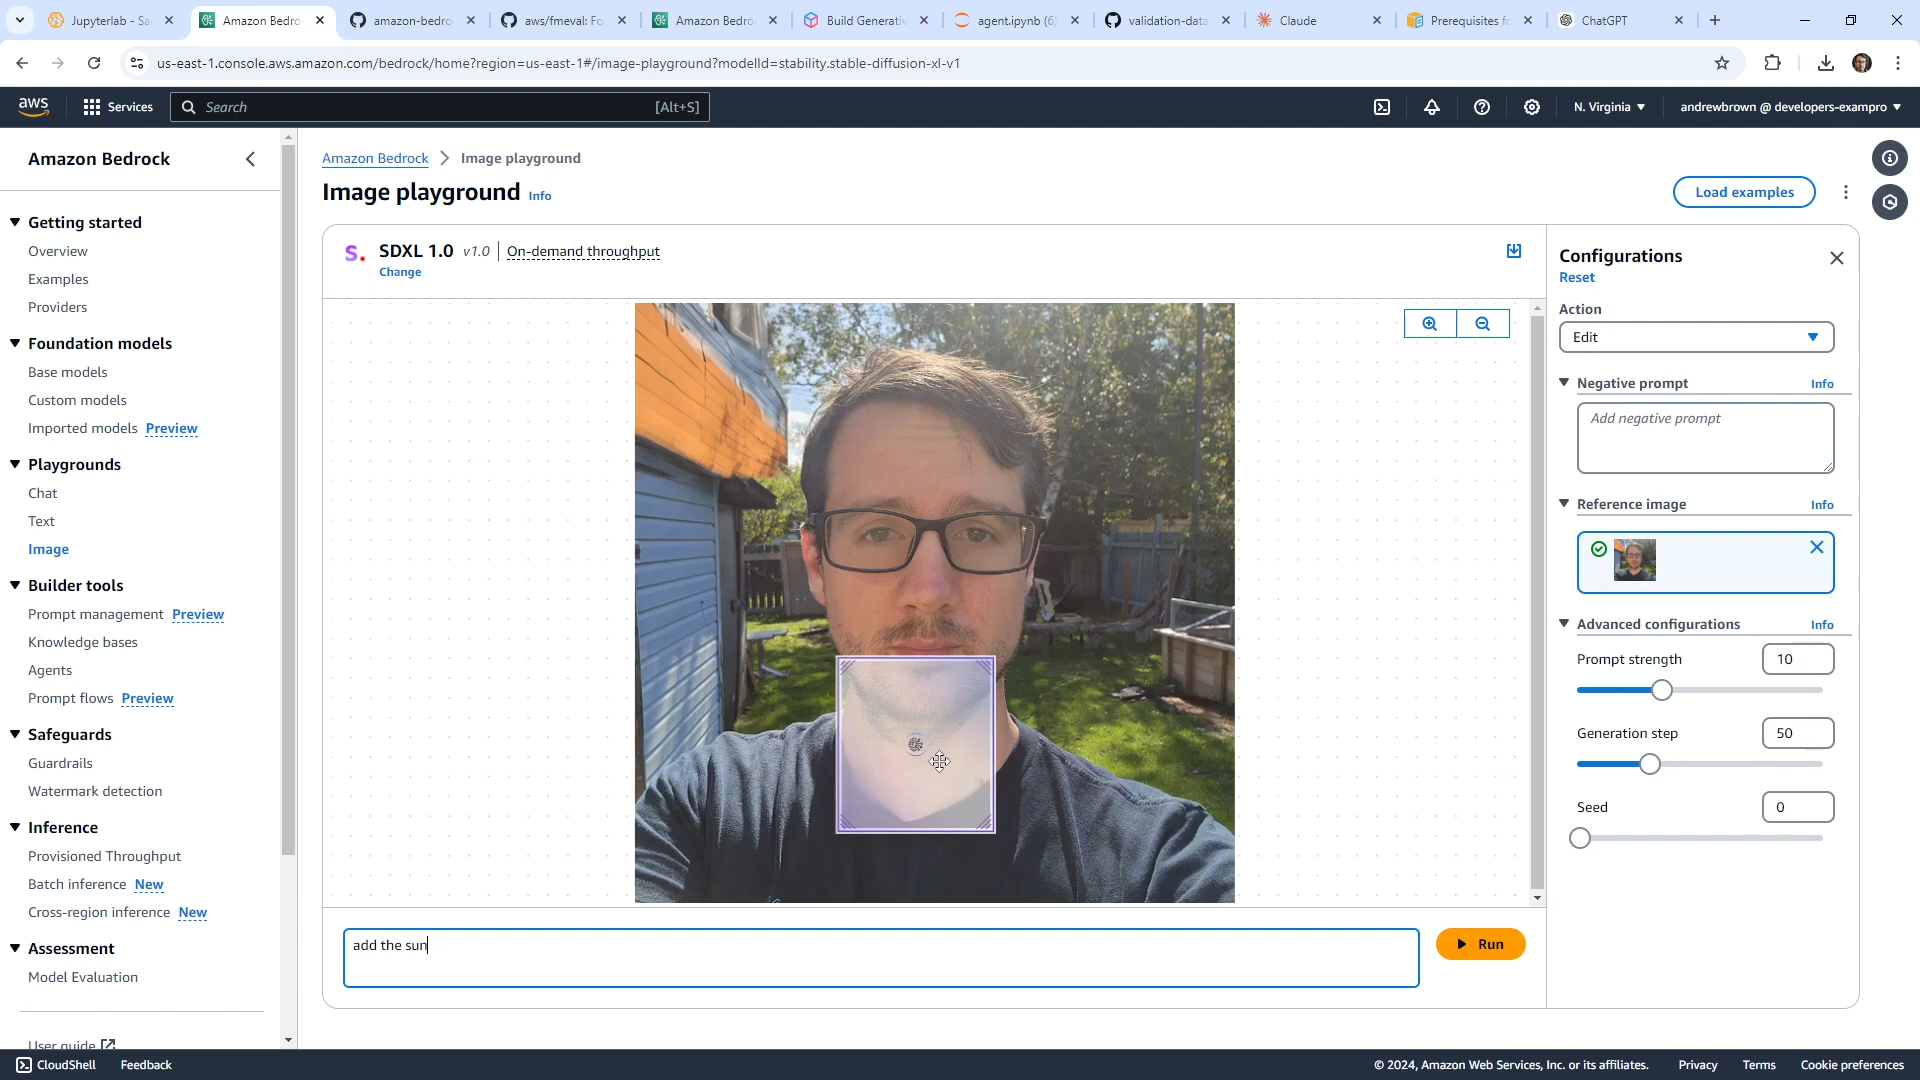 Jupyterlab - Sa
Amazon Bedro
amazon-bedro
aws/fmeval: Fo
Amazon Bedro
Build Generativ
agent.ipynb (6)
validation-data
Claude
Prerequisites fo
ChatGPT
us-east-1.console.aws.amazon.com/bedrock/home?region=us-east-1#/image-playground?modelId=stability.stable-diffusion-xl-v1
aws
Services
Search
[Alt+S]
N. Virginia
andrewbrown @ developers-exampro
Amazon Bedrock
Getting started
Overview
Examples
Providers
Foundation models
Base models
Custom models
Imported models Preview
Playgrounds
Chat
Text
Image
Builder tools
Prompt management Preview
Knowledge bases
Agents
Prompt flows Preview
Safeguards
Guardrails
Watermark detection
Inference
Provisioned Throughput
Batch inference New
Cross-region inference New
Assessment
Model Evaluation
User guide
Amazon Bedrock > Image playground
Image playground Info
Load examples
S. SDXL 1.0 v1.0 | On-demand throughput
Change
add the sun
Run
Configurations
Reset
Action
Edit
Negative prompt Info
Add negative prompt
Reference image Info
Advanced configurations Info
Prompt strength 10
Generation step 50
Seed 0
CloudShell Feedback
© 2024, Amazon Web Services, Inc. or its affiliates. Privacy Terms Cookie preferences